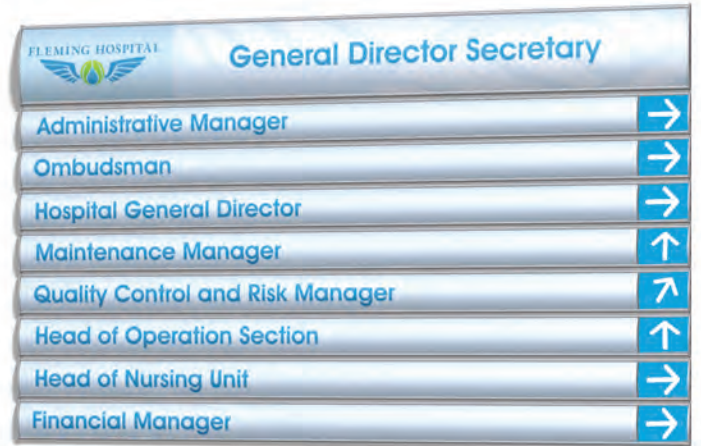 FLEMING HOSPITAL
General Director Secretary
Administrative Manager
Ombudsman
Hospital General Director
Maintenance Manager
Quality Control and Risk Manager
Head of Operation Section
Head of Nursing Unit
Financial Manager